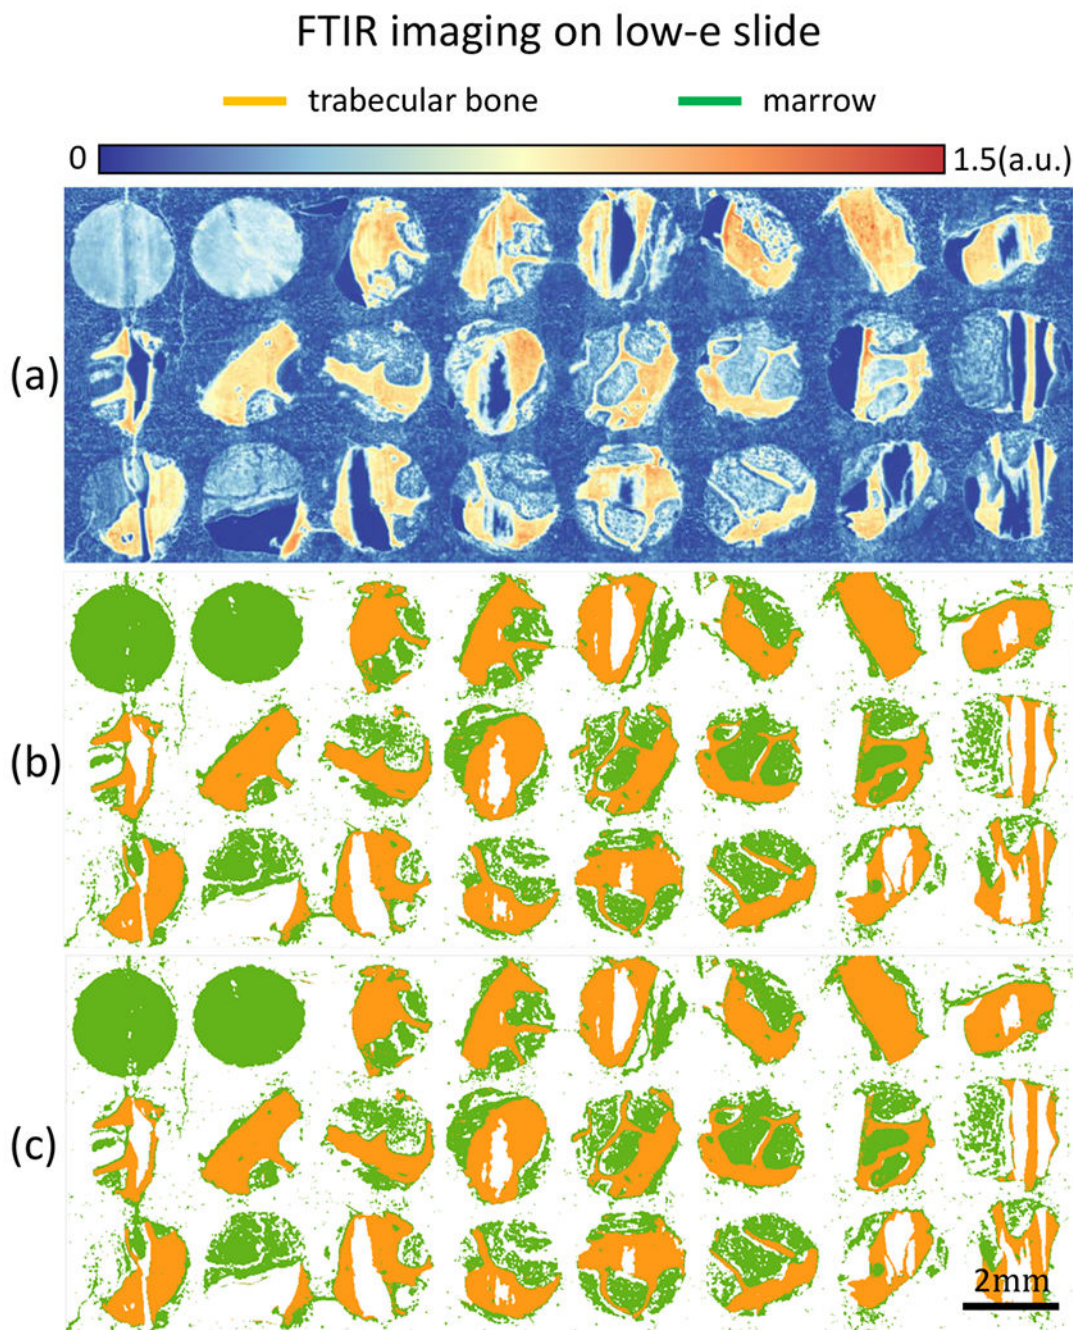 FTIR imaging on low-e slide
trabecular bone marrow
0 1.5(a.u.)
(a)
(b)
(c)
2mm